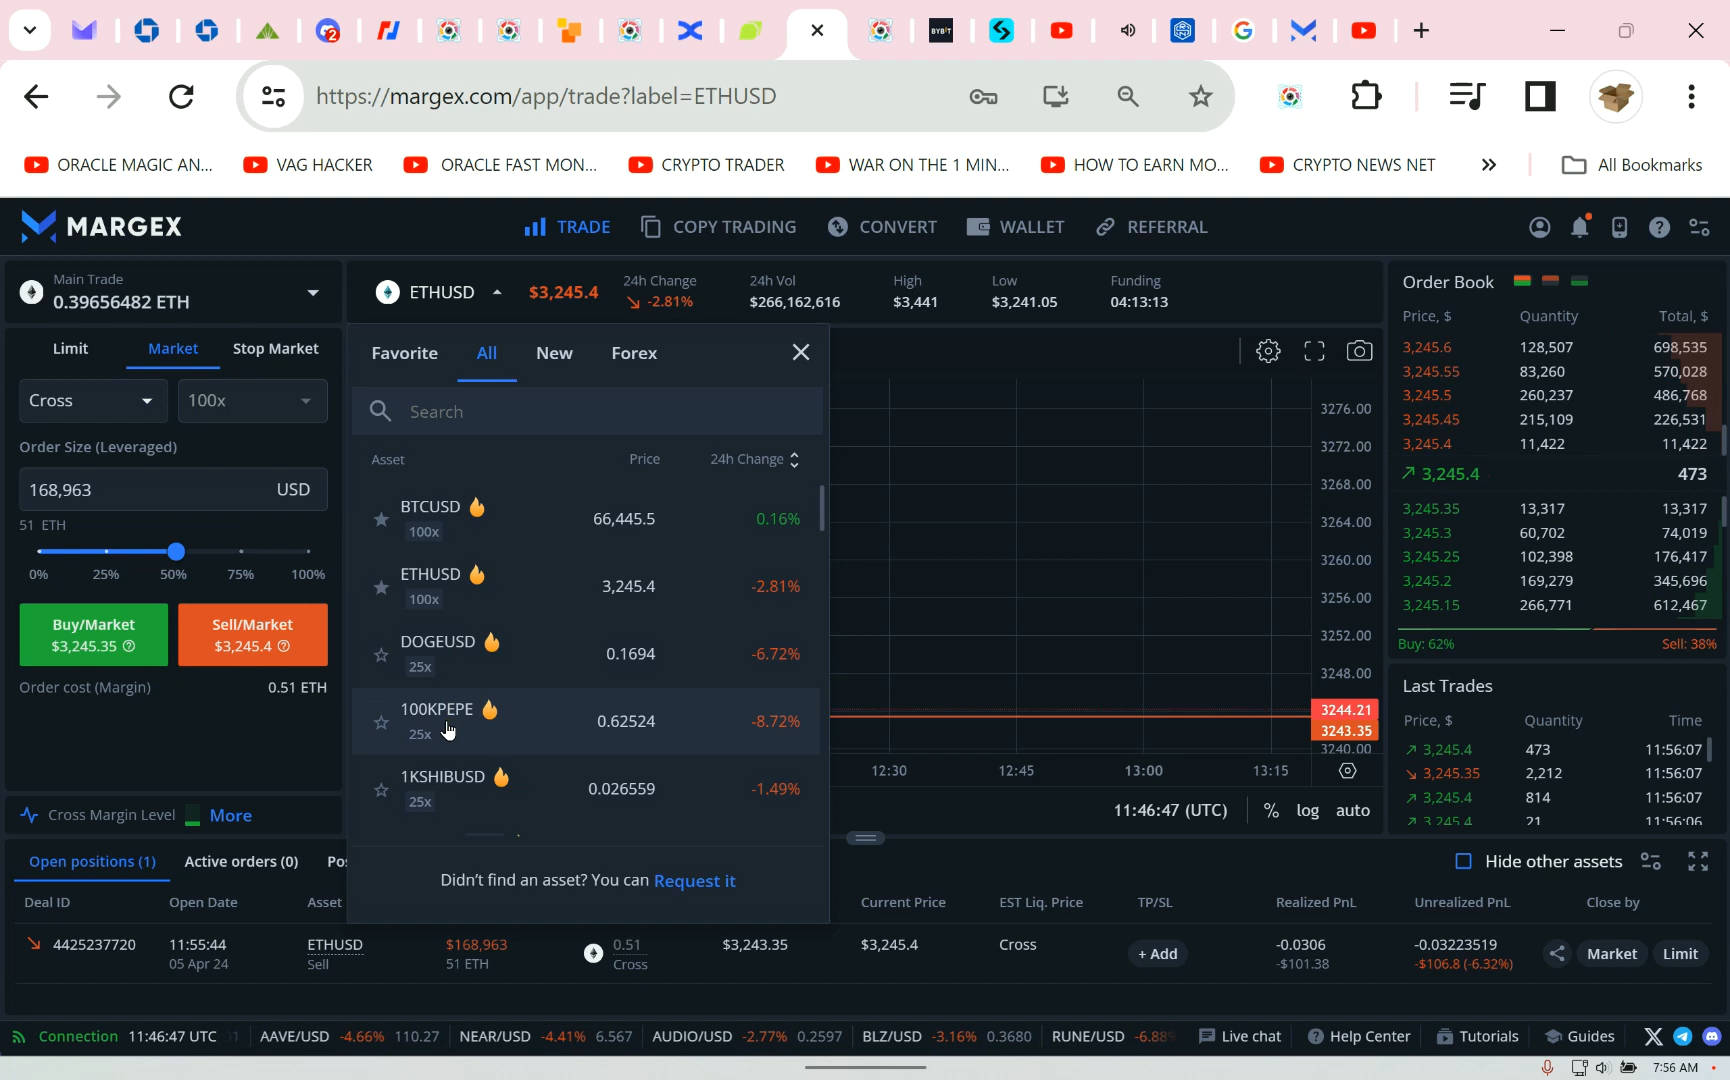 2
BYBIT
https://margex.com/app/trade?label=ETHUSD
ORACLE MAGIC AN...
VAG HACKER
ORACLE FAST MON...
CRYPTO TRADER
WAR ON THE 1 MIN...
HOW TO EARN MO...
CRYPTO NEWS NET
»
All Bookmarks
MARGEX
TRADE
COPY TRADING
CONVERT
WALLET
REFERRAL
Main Trade
0.39656482 ETH
ETHUSD
$3,245.4
24h Change
-2.81%
24h Vol
$266,162,616
High
$3,441
Low
$3,241.05
Funding
04:13:13
Limit
Market
Stop Market
Cross
100x
Order Size (Leveraged)
168,963
USD
51 ETH
0%
25%
50%
75%
100%
Buy/Market
$3,245.35
Sell/Market
$3,245.4
Order cost (Margin)
0.51 ETH
Cross Margin Level
More
Favorite
All
New
Forex
Search
Asset
Price
24h Change
BTCUSD
100x
66,445.5
0.16%
ETHUSD
100x
3,245.4
-2.81%
DOGEUSD
25x
0.1694
-6.72%
100KPEPE
25x
0.62524
-8.72%
1KSHIBUSD
25x
0.026559
-1.49%
Didn't find an asset? You can Request it
3276.00
3272.00
3268.00
3264.00
3260.00
3256.00
3252.00
3248.00
3244.21
3243.35
3240.00
12:30
12:45
13:00
13:15
11:46:47 (UTC)
%
log
auto
Order Book
Price, $
Quantity
Total, $
3,245.6
128,507
698,535
3,245.55
83,260
570,028
3,245.5
260,237
486,768
3,245.45
215,109
226,531
3,245.4
11,422
11,422
3,245.4
473
3,245.35
13,317
13,317
3,245.3
60,702
74,019
3,245.25
102,398
176,417
3,245.2
169,279
345,696
3,245.15
266,771
612,467
Buy: 62%
Sell: 38%
Last Trades
Price, $
Quantity
Time
3,245.4
473
11:56:07
3,245.35
2,212
11:56:07
3,245.4
814
11:56:07
3,245.4
21
11:56:06
Open positions (1)
Active orders (0)
Pos
Hide other assets
Deal ID
Open Date
Asset
Current Price
EST Liq. Price
TP/SL
Realized PnL
Unrealized PnL
Close by
4425237720
11:55:44
05 Apr 24
ETHUSD
Sell
$168,963
51 ETH
0.51
Cross
$3,243.35
$3,245.4
Cross
+ Add
-0.0306
-$101.38
-0.03223519
-$106.8 (-6.32%)
Market
Limit
Connection 11:46:47 UTC
AAVE/USD -4.66% 110.27
NEAR/USD -4.41% 6.567
AUDIO/USD -2.77% 0.2597
BLZ/USD -3.16% 0.3680
RUNE/USD -6.88%
Live chat
Help Center
Tutorials
Guides
7:56 AM